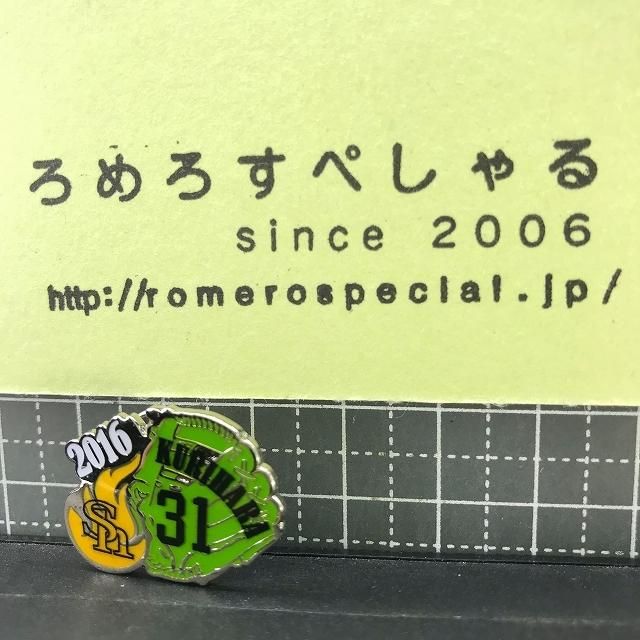 ろめろすぺしゃる
since 2006
http://romerospecial.jp/
2016
KURIHARA
31
SH